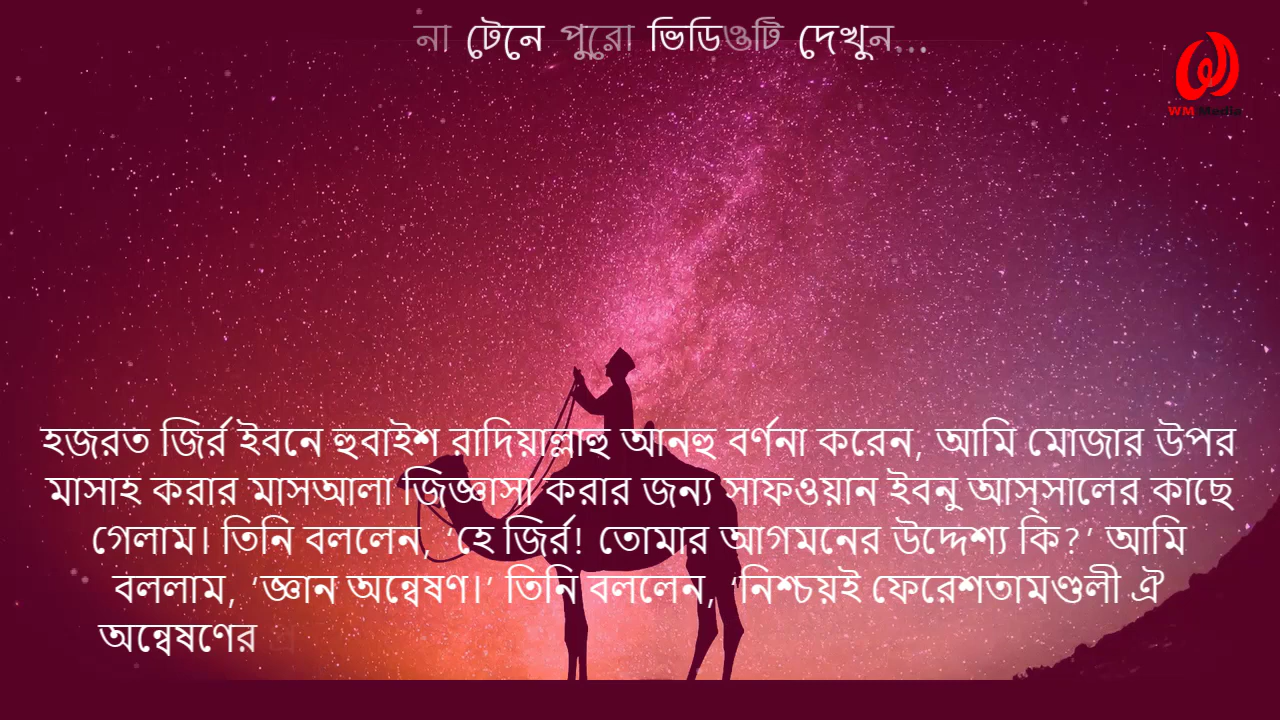 না টেনে পুরো ভিডিওটি দেখুন...
WM Media
হজরত জির্র ইবনে হুবাইশ রাদিয়াল্লাহু আনহু বর্ণনা করেন, আমি মোজার উপর
মাসাহ করার মাসআলা জিজ্ঞাসা করার জন্য সাফওয়ান ইবনু আস্সালের কাছে
গেলাম। তিনি বললেন, ‘হে জির্র! তোমার আগমনের উদ্দেশ্য কি?’ আমি
বললাম, ‘জ্ঞান অন্বেষণ।’ তিনি বললেন, ‘নিশ্চয়ই ফেরেশতামণ্ডলী ঐ
অন্বেষণের